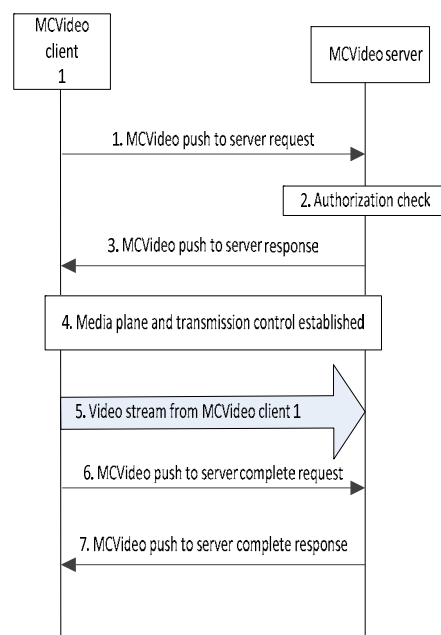 MCVideo
client
1
MCVideo server
1. MCVideo push to server request
2. Authorization check
3. MCVideo push to server response
4. Media plane and transmission control established
5. Video stream from MCVideo client 1
6. MCVideo push to server complete request
7. MCVideo push to server complete response